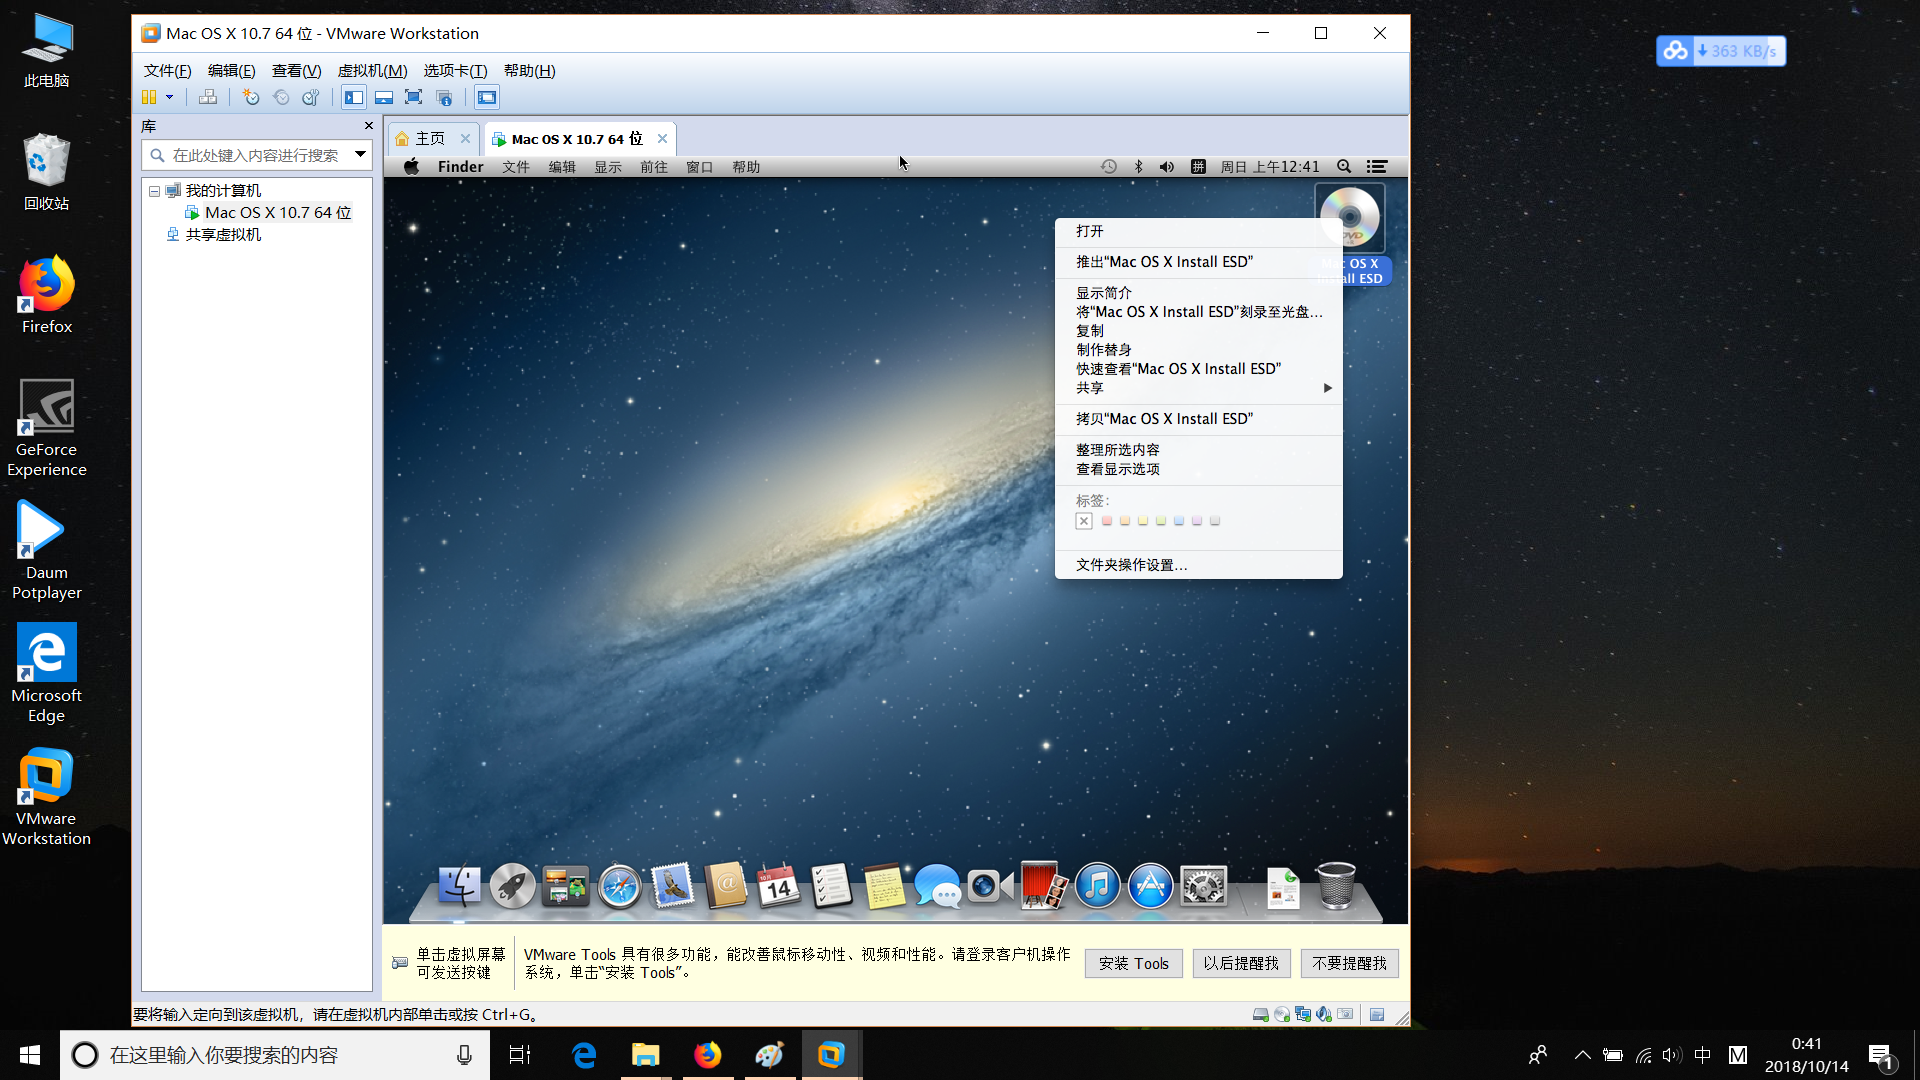 Mac OS X 10.7 64 位 - VMware Workstation
文件(F) 编辑(E) 查看(V) 虚拟机(M) 选项卡(T) 帮助(H)
库
在此处键入内容进行搜索
我的计算机
Mac OS X 10.7 64 位
共享虚拟机
主页
Mac OS X 10.7 64 位
Finder 文件 编辑 显示 前往 窗口 帮助
拼 周日 上午12:41
DVD
Mac OS X
Install ESD
打开
推出“Mac OS X Install ESD”
显示简介
将“Mac OS X Install ESD”刻录至光盘...
复制
制作替身
快速查看“Mac OS X Install ESD”
共享
拷贝“Mac OS X Install ESD”
整理所选内容
查看显示选项
标签:
文件夹操作设置...
10月
14
单击虚拟屏幕
可发送按键
VMware Tools 具有很多功能，能改善鼠标移动性、视频和性能。请登录客户机操作
系统，单击“安装 Tools”。
安装 Tools
以后提醒我
不要提醒我
要将输入定向到该虚拟机，请在虚拟机内部单击或按 Ctrl+G。
此电脑
回收站
Firefox
GeForce
Experience
Daum
Potplayer
Microsoft
Edge
VMware
Workstation
363 KB/s
在这里输入你要搜索的内容
中
M
0:41
2018/10/14
1